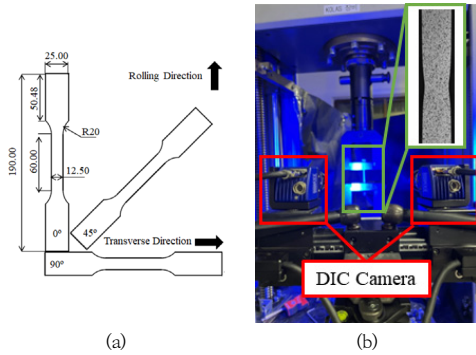 25.00
Rolling Direction
50.48
R20
190.00
60.00
12.50
0°
45°
Transverse Direction
90°
(a)
(b)
DIC Camera